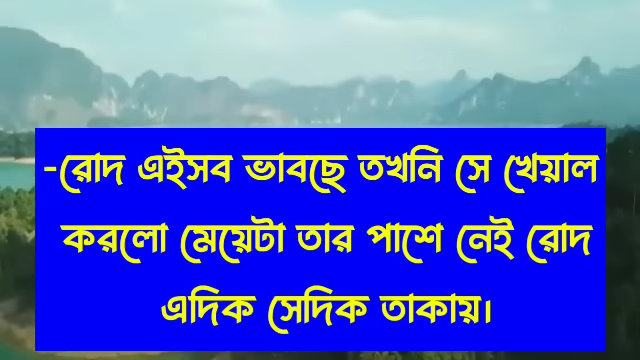 -রোদ এইসব ভাবছে তখনি সে খেয়াল
করলো মেয়েটা তার পাশে নেই রোদ
এদিক সেদিক তাকায়।